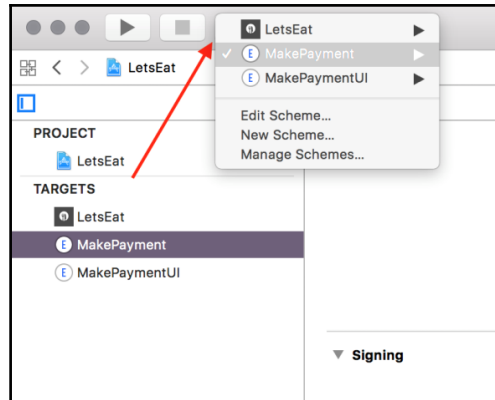 LetsEat
MakePayment
MakePaymentUI
Edit Scheme...
New Scheme...
Manage Schemes...
LetsEat
PROJECT
LetsEat
TARGETS
LetsEat
MakePayment
MakePaymentUI
Signing